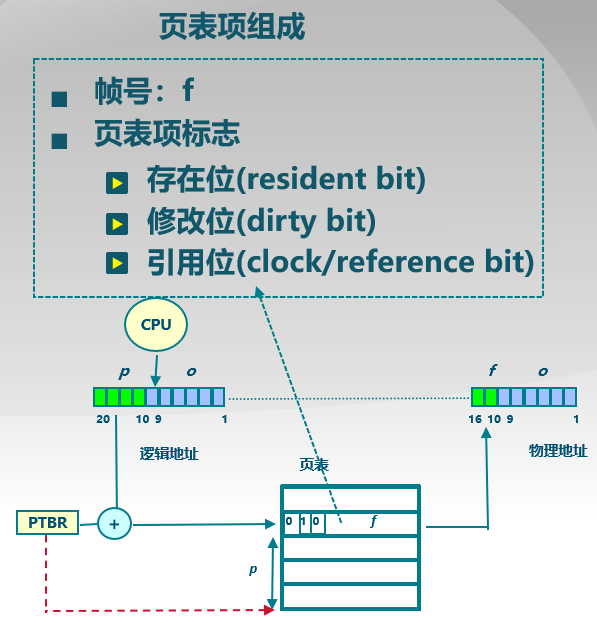 页表项组成
帧号：f
页表项标志
存在位(resident bit)
修改位(dirty bit)
引用位(clock/reference bit)
CPU
p o
f o
20 10 9 1
16 10 9 1
逻辑地址
物理地址
页表
PTBR
+
0 1 0 f
p